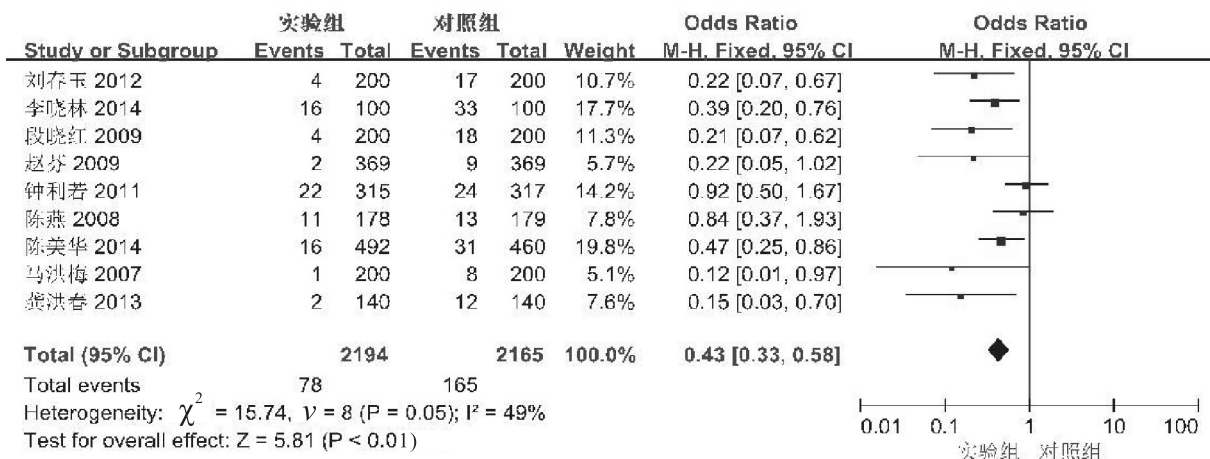 实验组 对照组 Odds Ratio Odds Ratio
Study or Subgroup Events Total Events Total Weight M-H, Fixed, 95% CI M-H, Fixed, 95% CI
刘春玉 2012 4 200 17 200 10.7% 0.22 [0.07, 0.67]
李晓林 2014 16 100 33 100 17.7% 0.39 [0.20, 0.76]
段晓红 2009 4 200 18 200 11.3% 0.21 [0.07, 0.62]
赵芬 2009 2 369 9 369 5.7% 0.22 [0.05, 1.02]
钟利若 2011 22 315 24 317 14.2% 0.92 [0.50, 1.67]
陈燕 2008 11 178 13 179 7.8% 0.84 [0.37, 1.93]
陈美华 2014 16 492 31 460 19.8% 0.47 [0.25, 0.86]
马洪梅 2007 1 200 8 200 5.1% 0.12 [0.01, 0.97]
龚洪春 2013 2 140 12 140 7.6% 0.15 [0.03, 0.70]
Total (95% CI) 2194 2165 100.0% 0.43 [0.33, 0.58]
Total events 78 165
Heterogeneity: χ² = 15.74, ν = 8 (P = 0.05); I² = 49%
Test for overall effect: Z = 5.81 (P < 0.01)
0.01 0.1 1 10 100
实验组 对照组